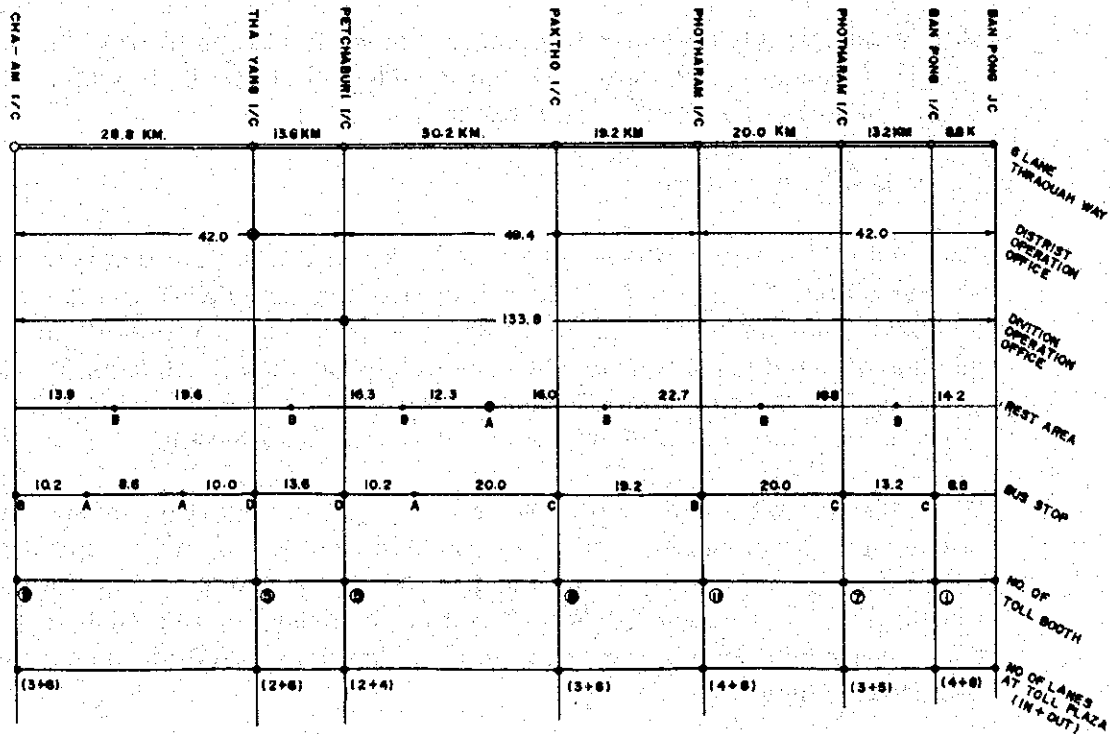 CHA-AM I/C
THA YANG I/C
PETCHABURI I/C
PAKTHO I/C
PHOTHARAM I/C
PHOTHARAM I/C
BAN PONG I/C
BAN PONG JC
28.8 KM.
13.6 KM
30.2 KM.
19.2 KM
20.0 KM
13.2 KM
8.8 K
6 LANE
THRAOUAH WAY
42.0
49.4
42.0
DISTRIST
OPERATION
OFFICE
133.8
DIVITION
OPERATION
OFFICE
13.9
19.6
16.3
12.3
16.0
22.7
14.2
REST AREA
B
B
B
A
B
B
B
10.2
8.6
10.0
13.6
10.2
20.0
19.2
20.0
13.2
8.8
BUS STOP
B
A
A
D
D
A
C
B
C
C
NO. OF
TOLL BOOTH
11
7
(3+6)
(2+6)
(2+4)
(3+6)
(4+6)
(3+5)
(4+8)
NO OF LANES
AT TOLL PLAZA
(IN + OUT)